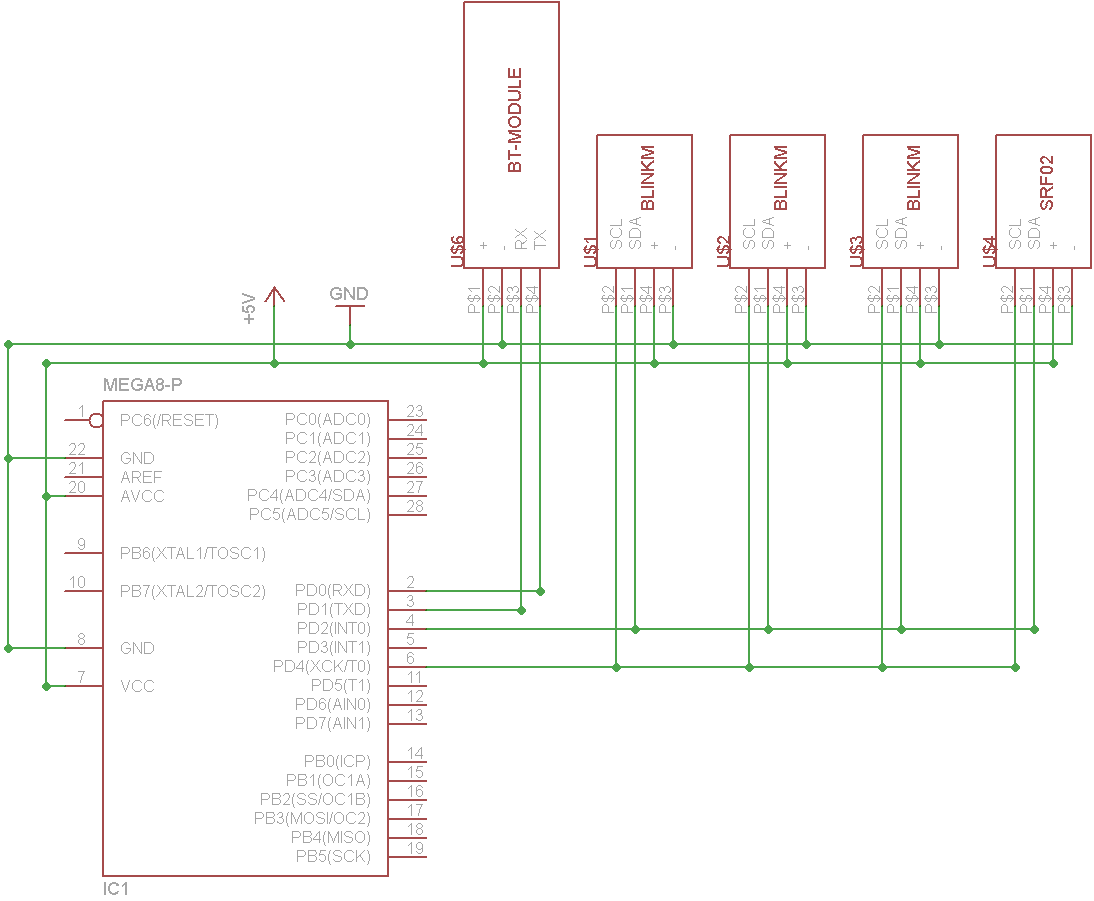 BT-MODULE
U$6
+
-
RX
TX
P$1
P$2
P$3
P$4
BLINKM
U$1
SCL
SDA
+
-
P$2
P$1
P$4
P$3
BLINKM
U$2
SCL
SDA
+
-
P$2
P$1
P$4
P$3
BLINKM
U$3
SCL
SDA
+
-
P$2
P$1
P$4
P$3
SRF02
U$4
SCL
SDA
+
-
P$2
P$1
P$4
P$3
+5V
GND
MEGA8-P
1 PC6(/RESET)
22 GND
21 AREF
20 AVCC
9 PB6(XTAL1/TOSC1)
10 PB7(XTAL2/TOSC2)
8 GND
7 VCC
PC0(ADC0) 23
PC1(ADC1) 24
PC2(ADC2) 25
PC3(ADC3) 26
PC4(ADC4/SDA) 27
PC5(ADC5/SCL) 28
PD0(RXD) 2
PD1(TXD) 3
PD2(INT0) 4
PD3(INT1) 5
PD4(XCK/T0) 6
PD5(T1) 11
PD6(AIN0) 12
PD7(AIN1) 13
PB0(ICP) 14
PB1(OC1A) 15
PB2(SS/OC1B) 16
PB3(MOSI/OC2) 17
PB4(MISO) 18
PB5(SCK) 19
IC1